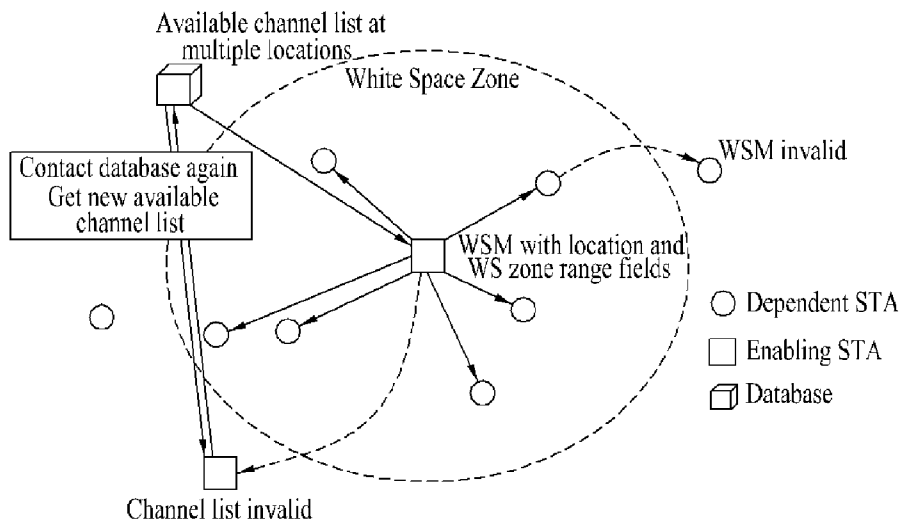 Available channel list at
multiple locations
White Space Zone
WSM invalid
Contact database again
Get new available
channel list
WSM with location and
WS zone range fields
Dependent STA
Enabling STA
Database
Channel list invalid